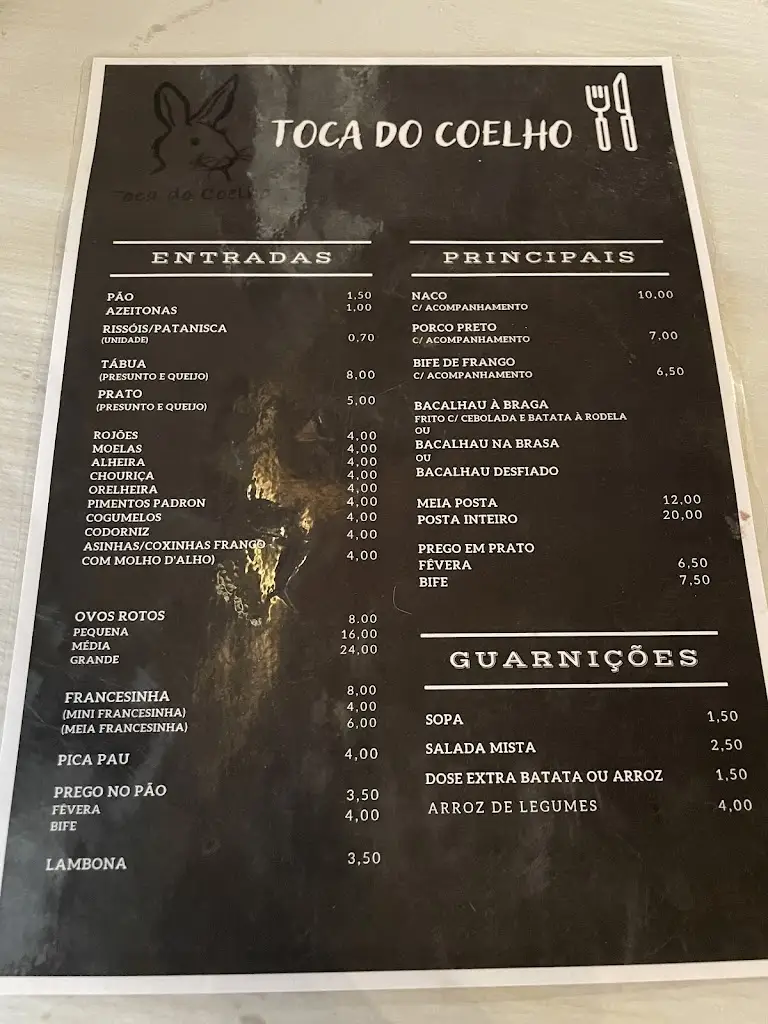 Toca do Coelho
TOCA DO COELHO
ENTRADAS
PÃO 1,50
AZEITONAS 1,00
RISSÓIS/PATANISCA
(UNIDADE) 0,70
TÁBUA
(PRESUNTO E QUEIJO) 8,00
PRATO
(PRESUNTO E QUEIJO) 5,00
ROJÕES 4,00
MOELAS 4,00
ALHEIRA 4,00
CHOURIÇA 4,00
ORELHEIRA 4,00
PIMENTOS PADRON 4,00
COGUMELOS 4,00
CODORNIZ 4,00
ASINHAS/COXINHAS FRANGO
COM MOLHO D'ALHO) 4,00
OVOS ROTOS 8.00
PEQUENA 16,00
MÉDIA 24,00
GRANDE
FRANCESINHA 8,00
(MINI FRANCESINHA) 4,00
(MEIA FRANCESINHA) 6,00
PICA PAU 4,00
PREGO NO PÃO 3,50
FÊVERA 4,00
BIFE
LAMBONA 3,50
PRINCIPAIS
NACO 10,00
C/ ACOMPANHAMENTO
PORCO PRETO
C/ ACOMPANHAMENTO 7,00
BIFE DE FRANGO
C/ ACOMPANHAMENTO 6,50
BACALHAU À BRAGA
FRITO C/ CEBOLADA E BATATA À RODELA
OU
BACALHAU NA BRASA
OU
BACALHAU DESFIADO
MEIA POSTA 12,00
POSTA INTEIRO 20,00
PREGO EM PRATO
FÊVERA 6,50
BIFE 7,50
GUARNIÇÕES
SOPA 1,50
SALADA MISTA 2,50
DOSE EXTRA BATATA OU ARROZ 1,50
ARROZ DE LEGUMES 4,00